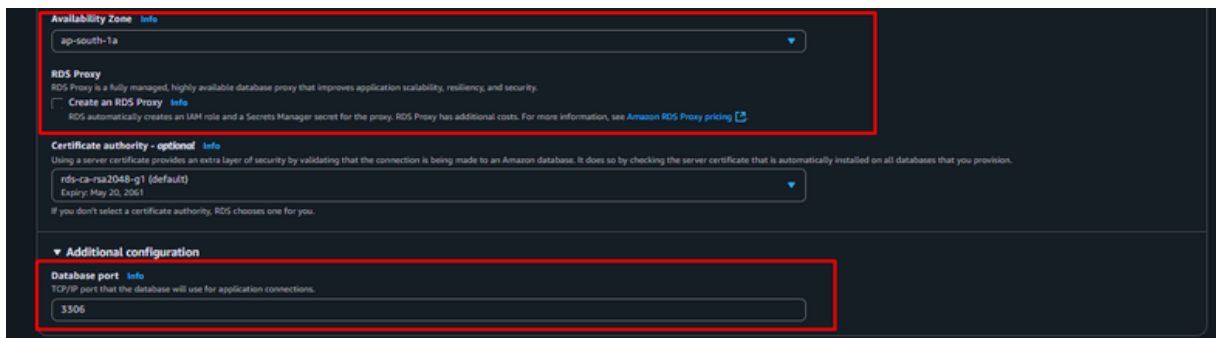 Availability Zone Info
ap-south-1a
RDS Proxy
RDS Proxy is a fully managed, highly available database proxy that improves application scalability, resiliency, and security.
Create an RDS Proxy Info
RDS automatically creates an IAM role and a Secrets Manager secret for the proxy. RDS Proxy has additional costs. For more information, see Amazon RDS Proxy pricing
Certificate authority - optional Info
Using a server certificate provides an extra layer of security by validating that the connection is being made to an Amazon database. It does so by checking the server certificate that is automatically installed on all databases that you provision.
rds-ca-rsa2048-g1 (default)
Expiry: May 20, 2061
If you don't select a certificate authority, RDS chooses one for you.
Additional configuration
Database port Info
TCP/IP port that the database will use for application connections.
3306